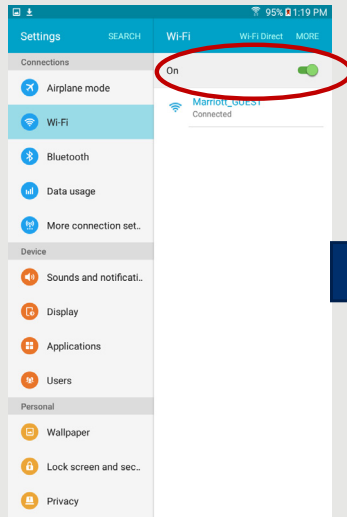 95% 1:19 PM
Settings SEARCH
Wi-Fi Wi-Fi Direct MORE
Connections
Airplane mode
Wi-Fi
Bluetooth
Data usage
More connection set..
Device
Sounds and notificati..
Display
Applications
Users
Personal
Wallpaper
Lock screen and sec..
Privacy
On
Marriott_GUEST
Connected